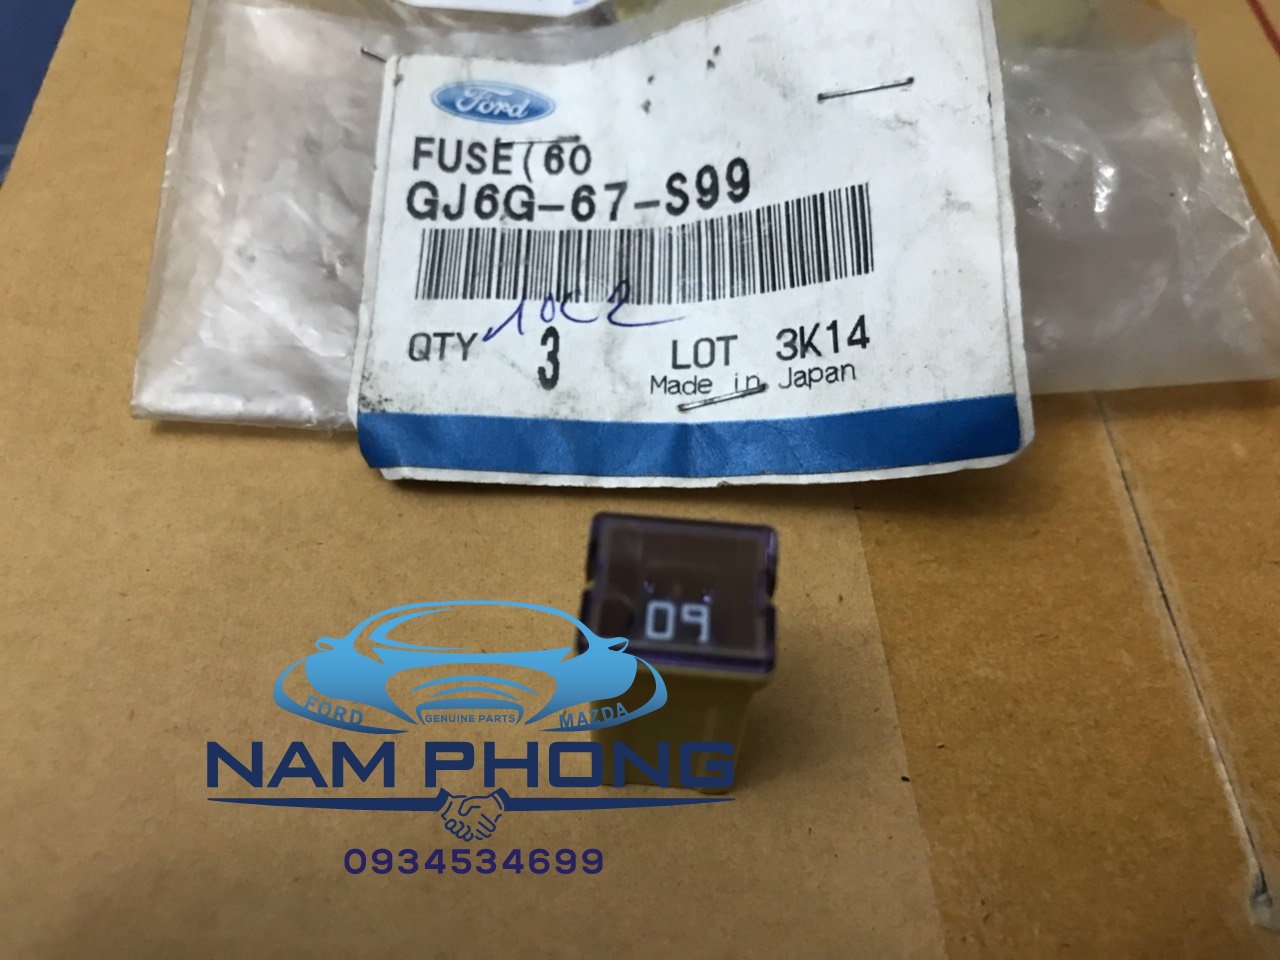 Ford
FUSE(60
GJ6G-67-S99
10C2
QTY 3 LOT 3K14
Made in Japan
60
FORD GENUINE PARTS MAZDA
NAM PHONG
0934534699